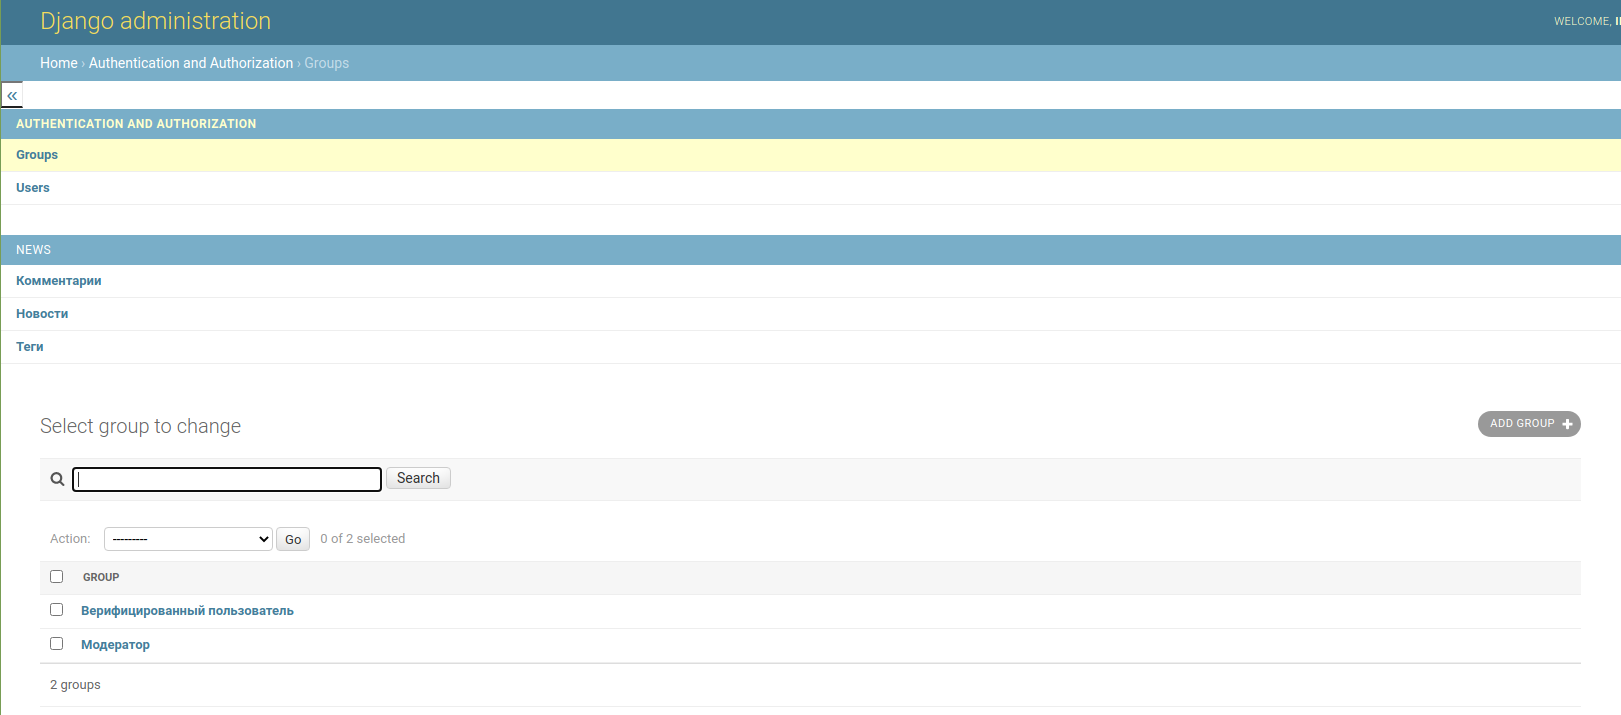 Django administration
WELCOME,
Home › Authentication and Authorization › Groups
«
AUTHENTICATION AND AUTHORIZATION
Groups
Users
NEWS
Комментарии
Новости
Теги
Select group to change
ADD GROUP +
Search
Action: --------- Go 0 of 2 selected
GROUP
Верифицированный пользователь
Модератор
2 groups